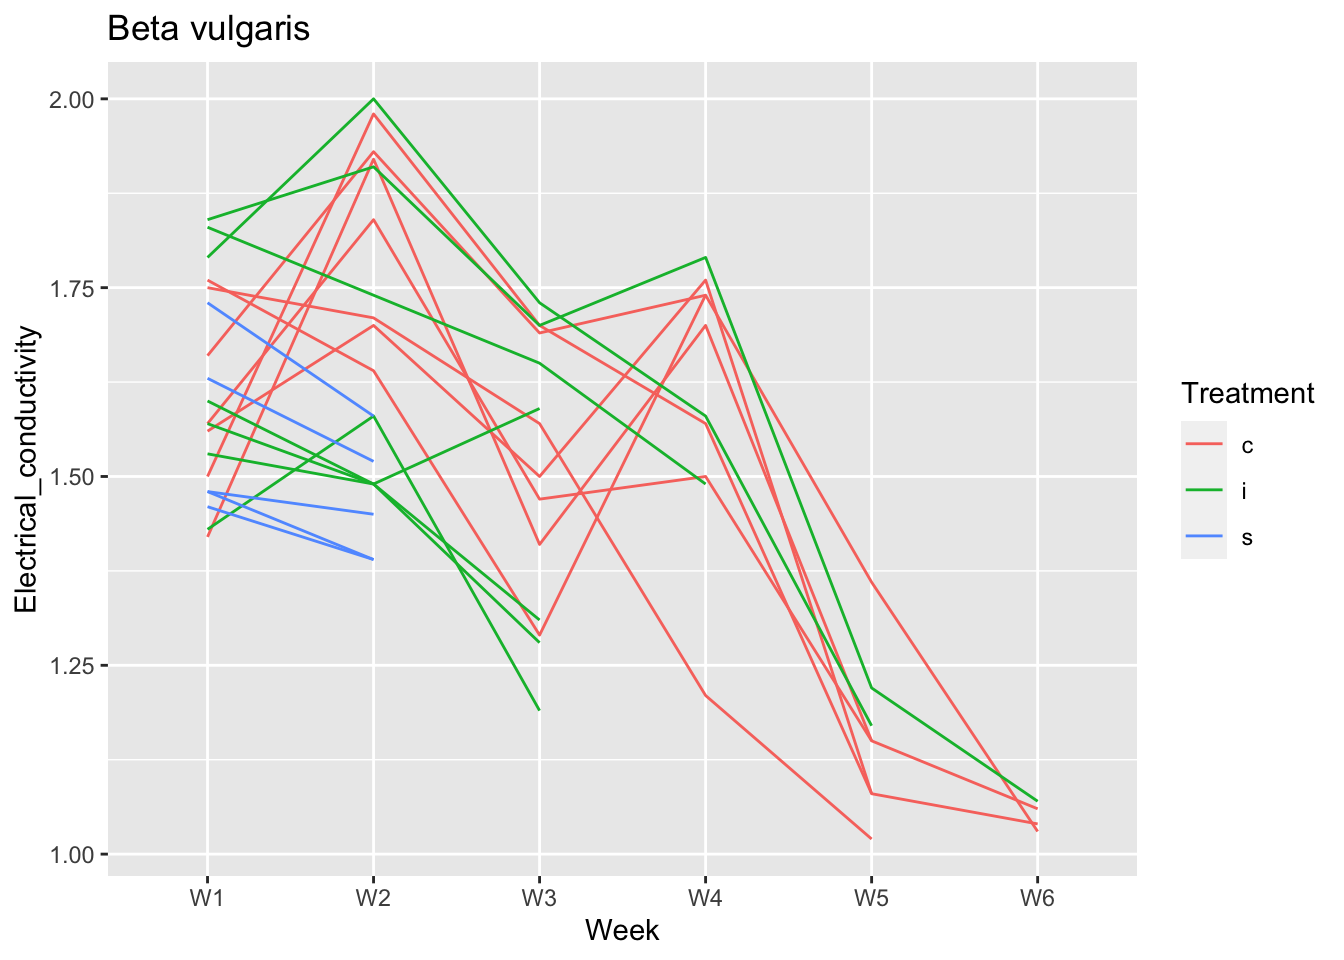 Beta vulgaris
Electrical_conductivity
2.00
1.75
1.50
1.25
1.00
W1 W2 W3 W4 W5 W6
Week
Treatment
c
i
s